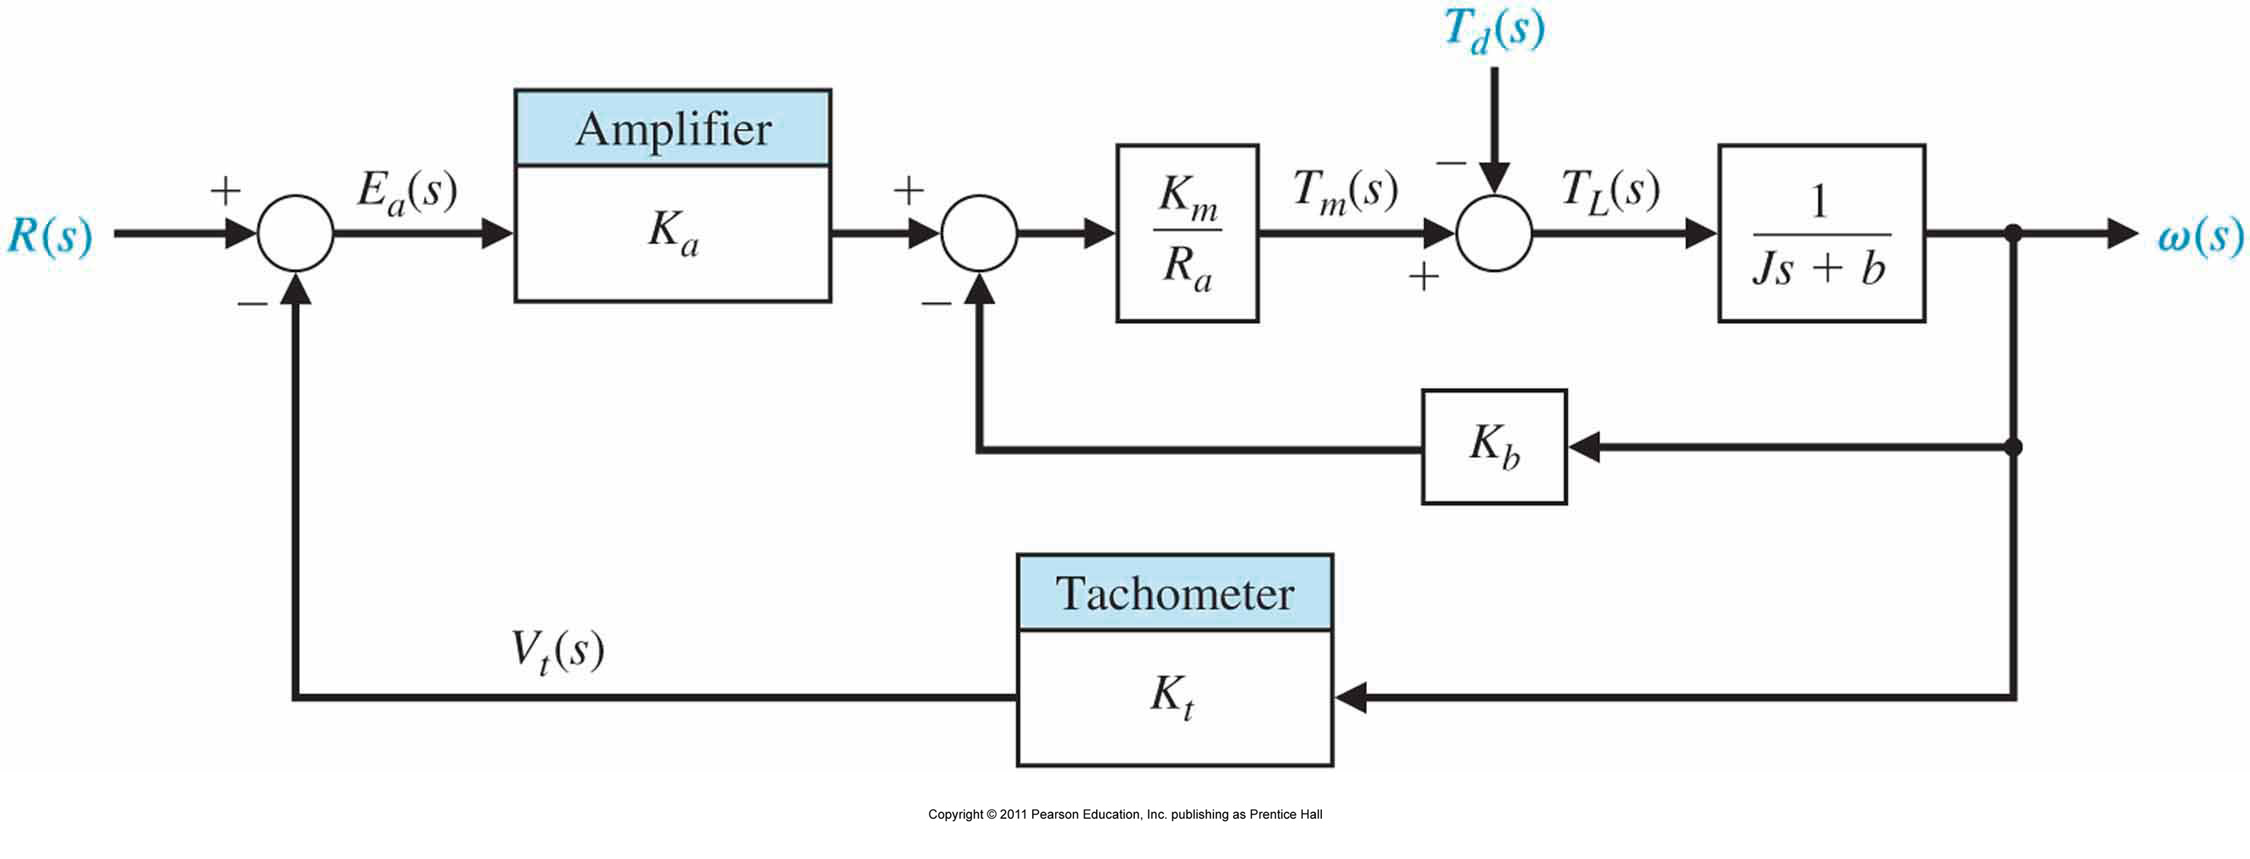 T_d(s)
Amplifier
+
E_a(s)
R(s)
−
K_a
+
−
K_m
R_a
T_m(s)
−
+
T_L(s)
1
Js + b
ω(s)
K_b
Tachometer
V_t(s)
K_t
Copyright © 2011 Pearson Education, Inc. publishing as Prentice Hall